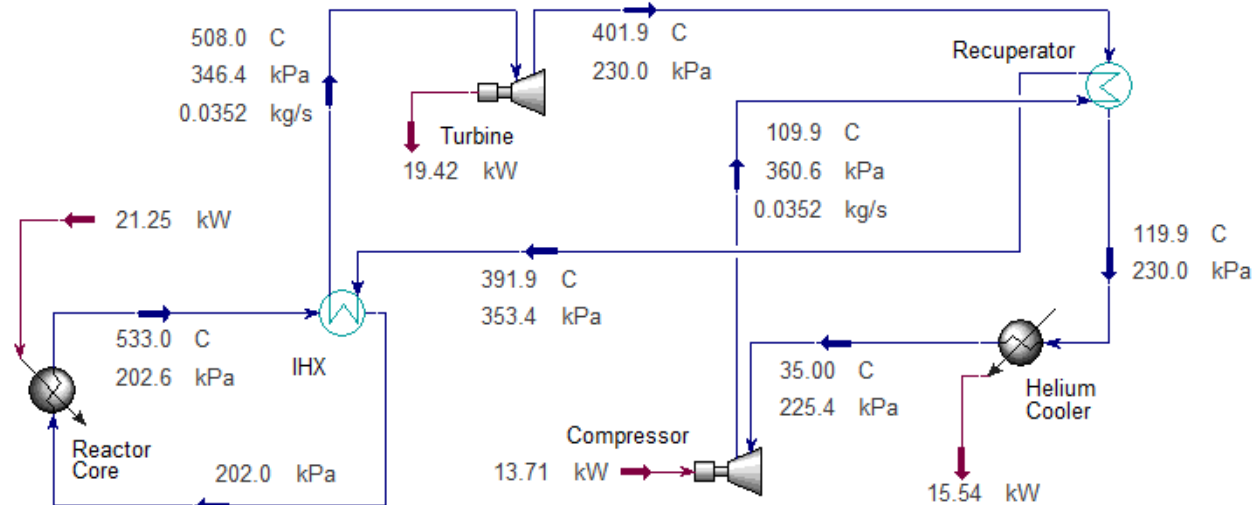 508.0 C
346.4 kPa
0.0352 kg/s
401.9 C
230.0 kPa
Recuperator
Turbine
19.42 kW
109.9 C
360.6 kPa
0.0352 kg/s
21.25 kW
119.9 C
230.0 kPa
391.9 C
353.4 kPa
533.0 C
202.6 kPa
IHX
35.00 C
225.4 kPa
Helium
Cooler
Reactor
Core
Compressor
13.71 kW
202.0 kPa
15.54 kW